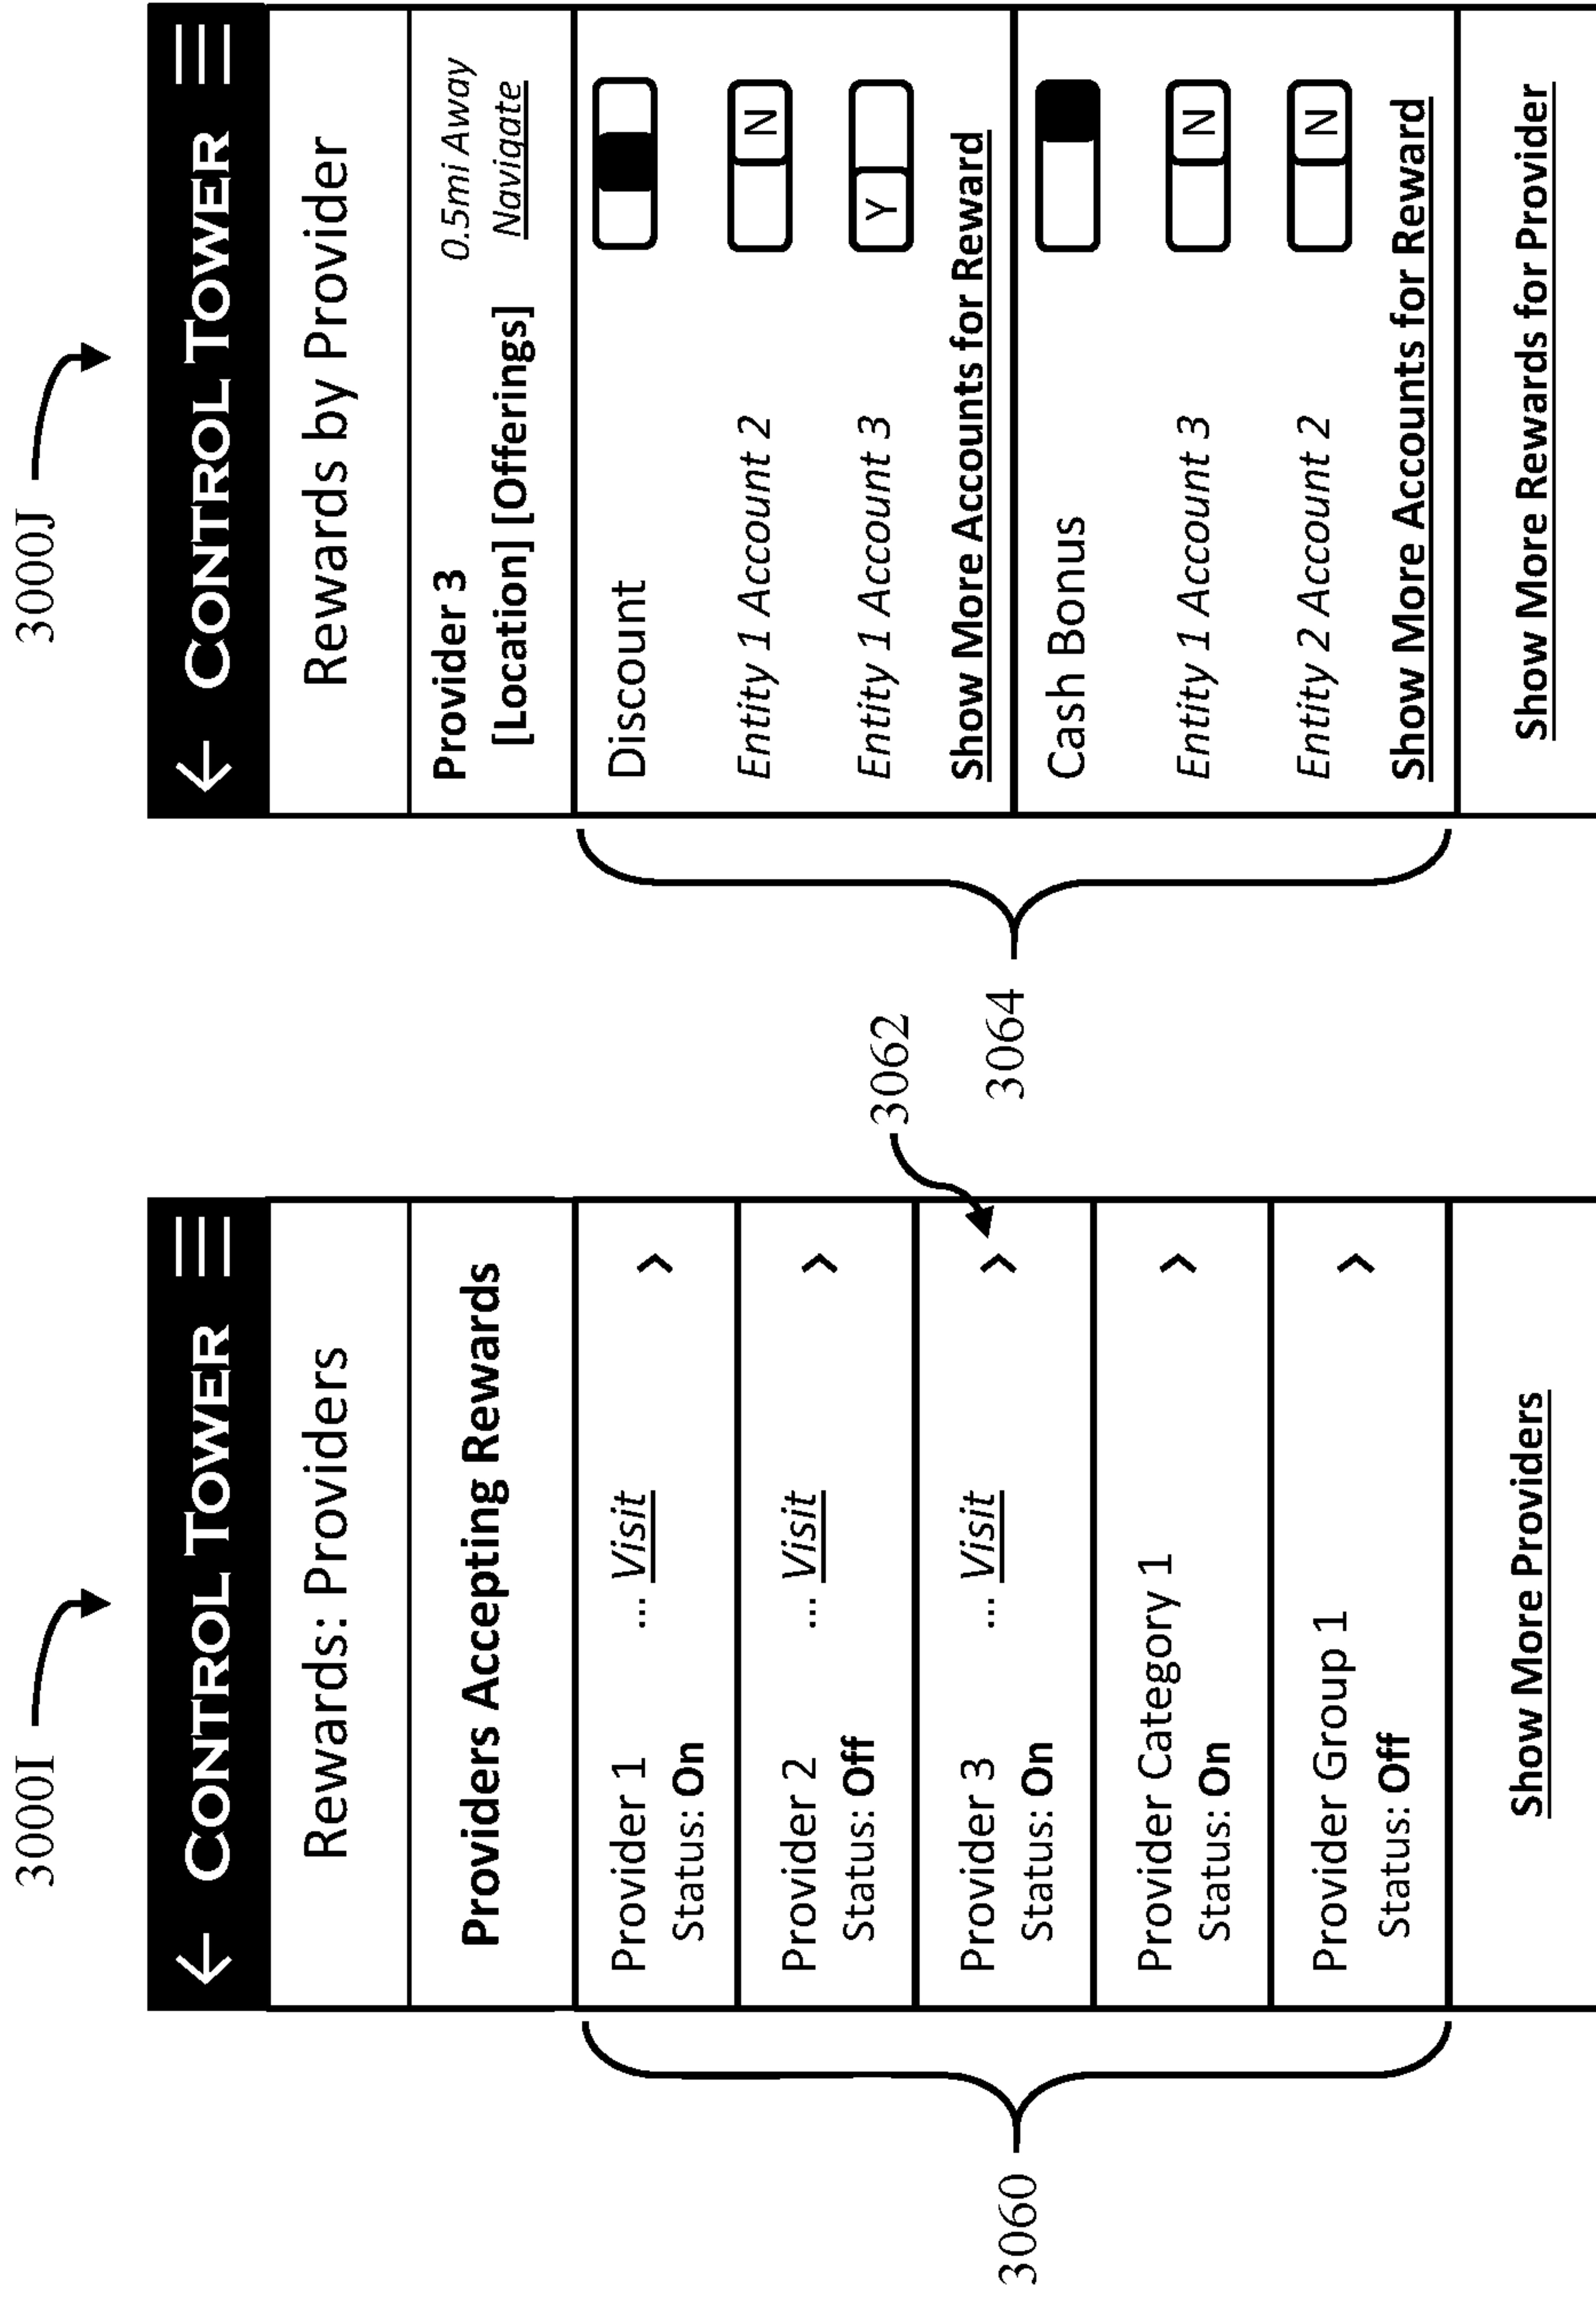 3000I
CONTROL TOWER
Rewards: Providers
Providers Accepting Rewards
Provider 1 ... Visit >
Status: On
Provider 2 ... Visit >
Status: Off
Provider 3 ... Visit >
Status: On
Provider Category 1 >
Status: On
Provider Group 1 >
Status: Off
Show More Providers
3060
3062
3064
3000J
CONTROL TOWER
Rewards by Provider
Provider 3 0.5mi Away
[Location] [Offerings] Navigate
Discount
Entity 1 Account 2 N
Entity 1 Account 3 Y
Show More Accounts for Reward
Cash Bonus
Entity 1 Account 3 N
Entity 2 Account 2 N
Show More Accounts for Reward
Show More Rewards for Provider